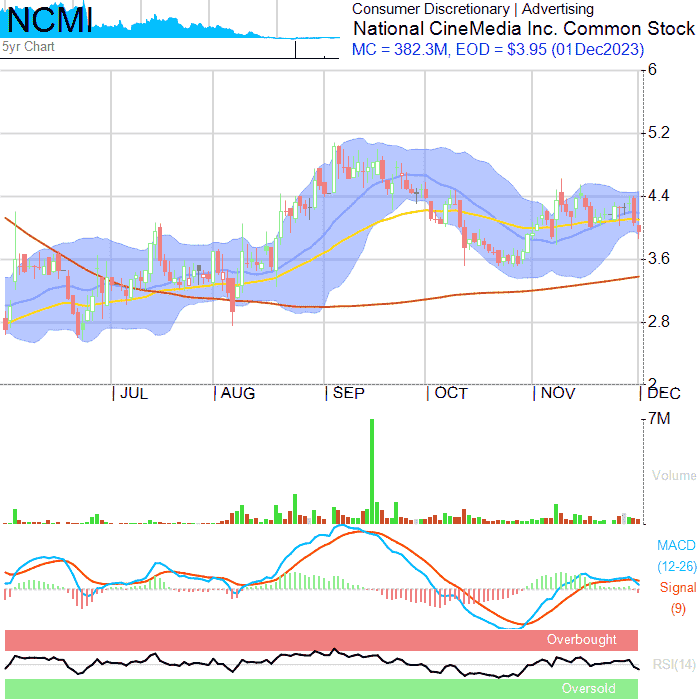 NCMI
5yr Chart
Consumer Discretionary | Advertising
National CineMedia Inc. Common Stock
MC = 382.3M, EOD = $3.95 (01Dec2023)
6
5.2
4.4
3.6
2.8
2
| JUL | AUG | SEP | OCT | NOV | DEC
7M
Volume
MACD
(12-26)
Signal
(9)
Overbought
RSI(14)
Oversold